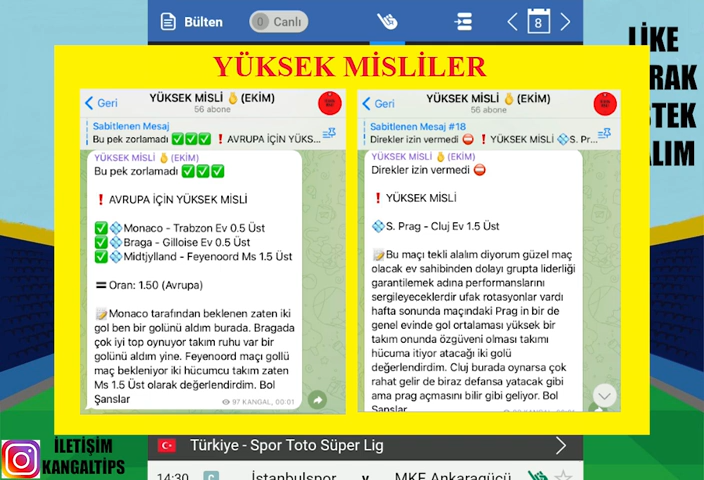 Bülten
0 Canlı
8
LİKE
RAK
STEK
ALIM
YÜKSEK MİSLİLER
Geri
YÜKSEK MİSLİ 👌 (EKİM)
56 abone
Sabitlenen Mesaj
Bu pek zorlamadı ✅✅✅ ❗ AVRUPA İÇİN YÜKS...
YÜKSEK MİSLİ 👌 (EKİM)
Bu pek zorlamadı ✅✅✅
❗ AVRUPA İÇİN YÜKSEK MİSLİ
✅💠Monaco - Trabzon Ev 0.5 Üst
✅💠Braga - Gilloise Ev 0.5 Üst
✅💠Midtjylland - Feyenoord Ms 1.5 Üst
🟰 Oran: 1.50 (Avrupa)
📝Monaco tarafından beklenen zaten iki
gol ben bir golünü aldım burada. Bragada
çok iyi top oynuyor takım ruhu var bir
golünü aldım yine. Feyenoord maçı gollü
maç bekleniyor iki hücumcu takım zaten
Ms 1.5 Üst olarak değerlendirdim. Bol
Şanslar
97 KANGAL, 00:01
Geri
YÜKSEK MİSLİ 👌 (EKİM)
56 abone
Sabitlenen Mesaj #18
Direkler izin vermedi ⛔ ❗ YÜKSEK MİSLİ 💠S. Pr...
YÜKSEK MİSLİ 👌 (EKİM)
Direkler izin vermedi ⛔
❗ YÜKSEK MİSLİ
💠S. Prag - Cluj Ev 1.5 Üst
📝Bu maçı tekli alalım diyorum güzel maç
olacak ev sahibinden dolayı grupta liderliği
garantilemek adına performanslarını
sergileyeceklerdir ufak rotasyonlar vardı
hafta sonunda maçındaki Prag in bir de
genel evinde gol ortalaması yüksek bir
takım onunda özgüveni olması takımı
hücuma itiyor atacağı iki golü
değerlendirdim. Cluj burada oynarsa çok
rahat gelir de biraz defansa yatacak gibi
ama prag açmasını bilir gibi geliyor. Bol
Şanslar
İLETİŞİM
KANGALTİPS
Türkiye - Spor Toto Süper Lig
14:30 C İstanbulspor v MKE Ankaragücü